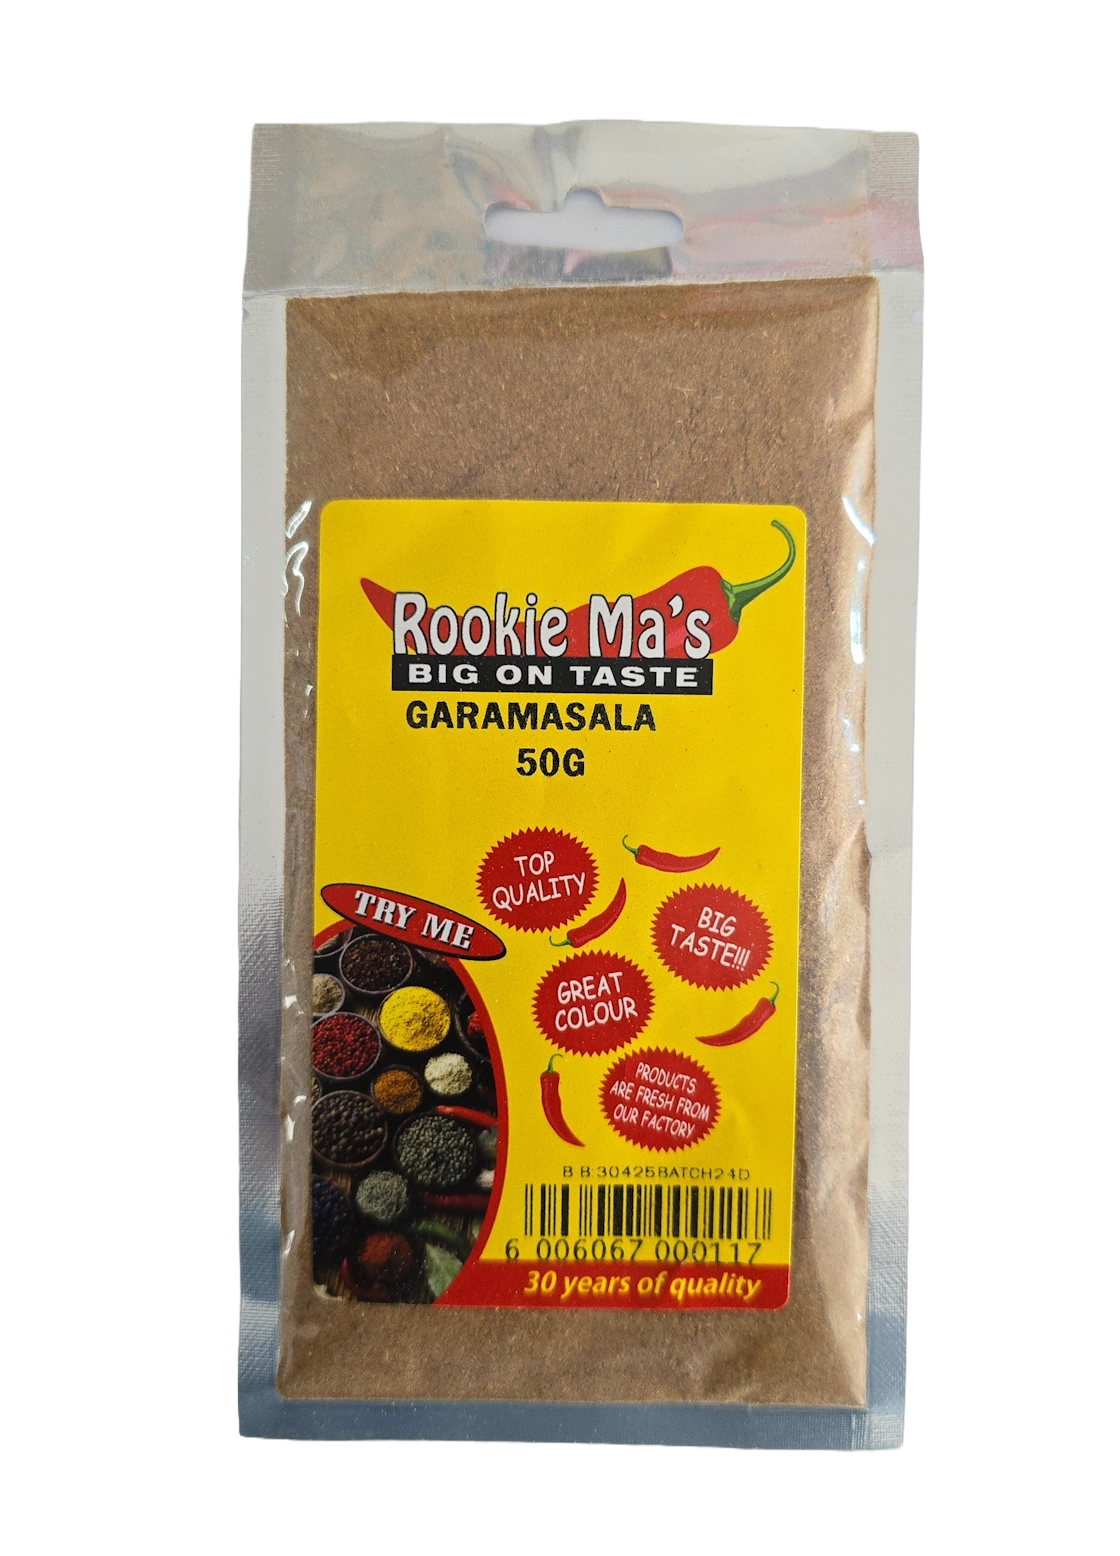 Rookie Ma's
BIG ON TASTE
GARAMASALA
50G
TOP
QUALITY
BIG
TASTE!!!
TRY ME
GREAT
COLOUR
PRODUCTS
ARE FRESH FROM
OUR FACTORY
B B:30425BATCH24D
6 006067 000117
30 years of quality